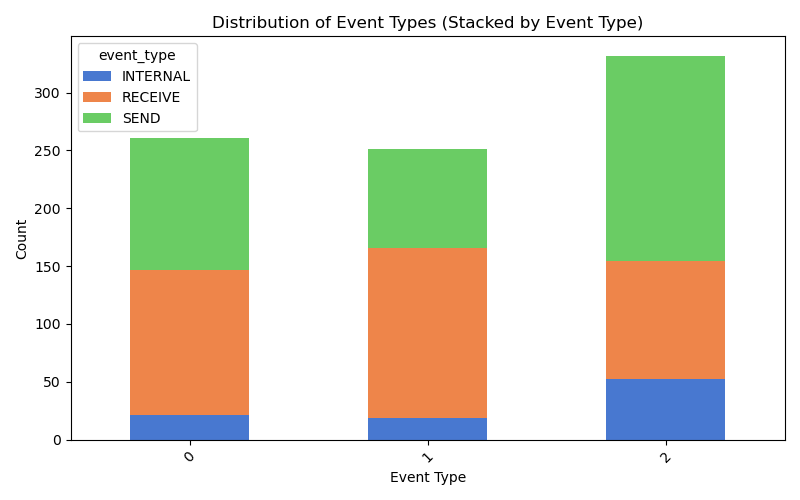 Distribution of Event Types (Stacked by Event Type)
event_type
INTERNAL
RECEIVE
SEND
Count
300
250
200
150
100
50
0
0
1
2
Event Type